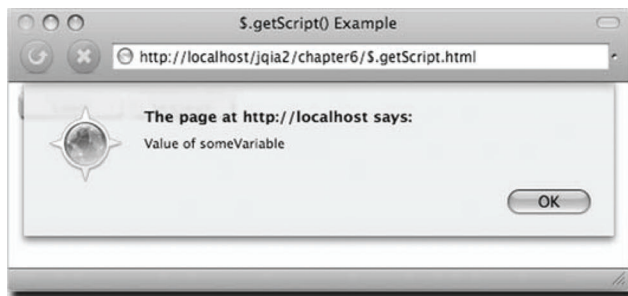 $.getScript() Example
http://localhost/jqia2/chapter6/$.getScript.html
The page at http://localhost says:
Value of someVariable
OK